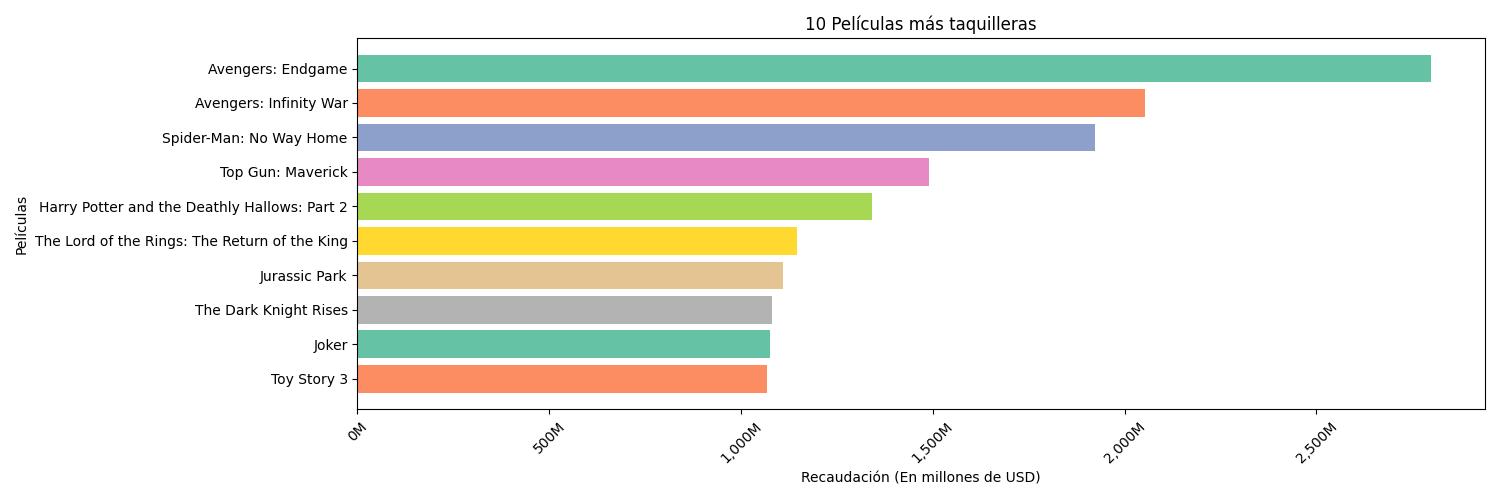 10 Películas más taquilleras
Películas
Avengers: Endgame
Avengers: Infinity War
Spider-Man: No Way Home
Top Gun: Maverick
Harry Potter and the Deathly Hallows: Part 2
The Lord of the Rings: The Return of the King
Jurassic Park
The Dark Knight Rises
Joker
Toy Story 3
0M
500M
1,000M
1,500M
2,000M
2,500M
Recaudación (En millones de USD)